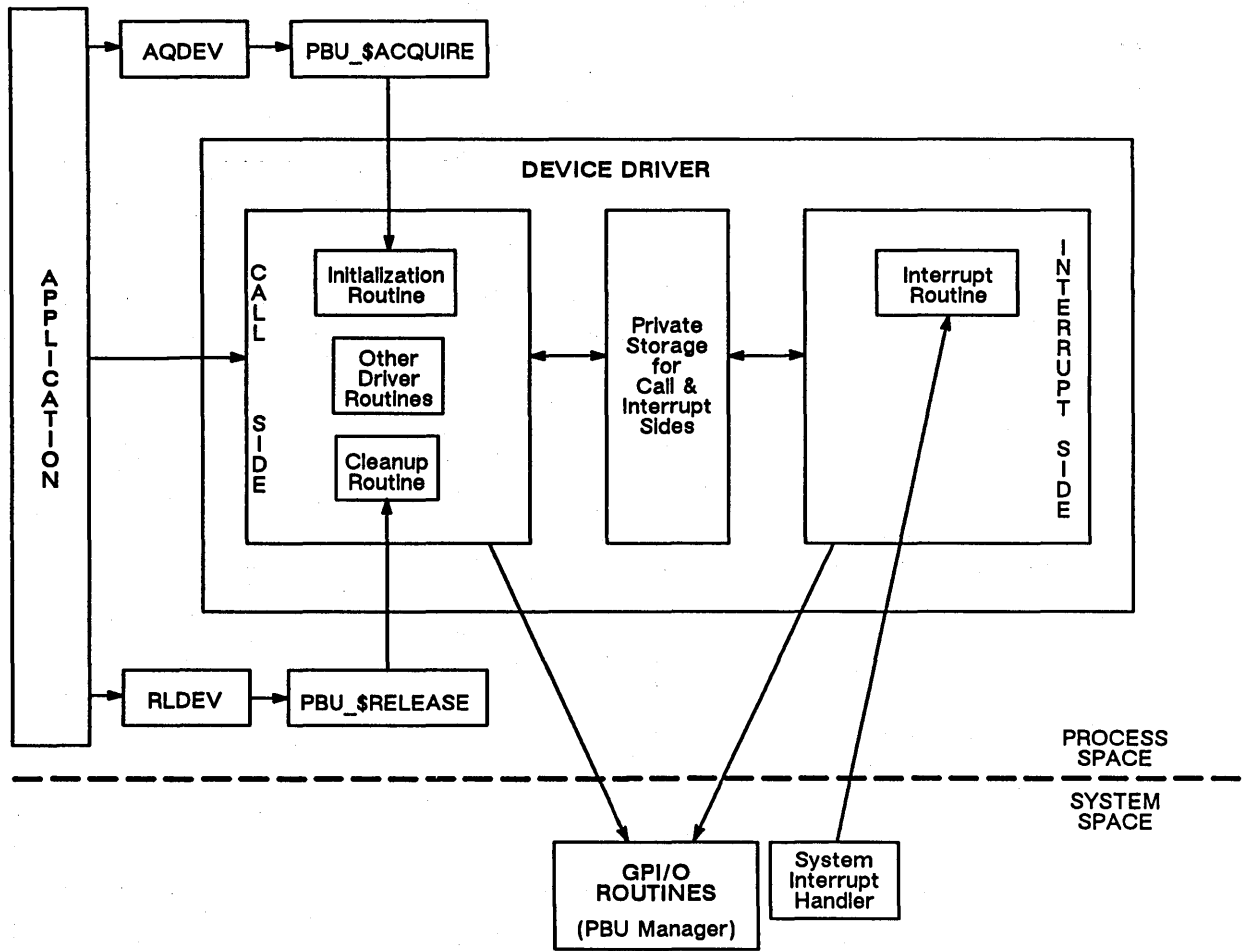 AQDEV
PBU_$ACQUIRE
APPLICATION
DEVICE DRIVER
CALL SIDE
Initialization
Routine
Other
Driver
Routines
Cleanup
Routine
Private
Storage
for
Call &
Interrupt
Sides
Interrupt
Routine
INTERRUPT SIDE
RLDEV
PBU_$RELEASE
PROCESS
SPACE
SYSTEM
SPACE
GPI/O
ROUTINES
(PBU Manager)
System
Interrupt
Handler